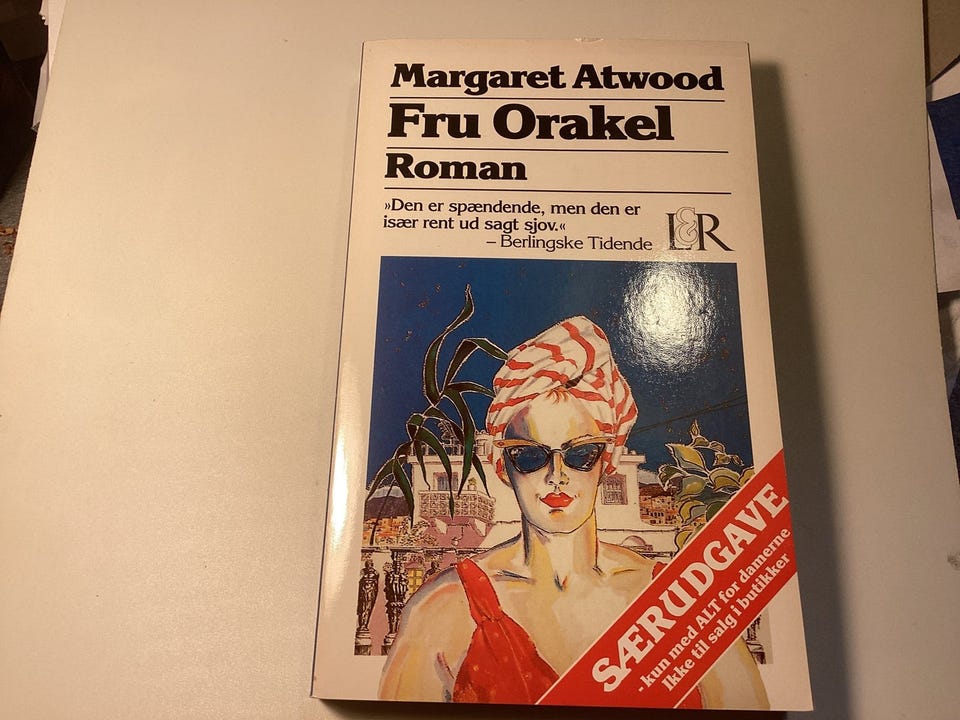 Margaret Atwood
Fru Orakel
Roman
»Den er spændende, men den er
især rent ud sagt sjov.«
– Berlingske Tidende
L&R
SÆRUDGAVE
- kun med ALT for damerne
Ikke til salg i butikker